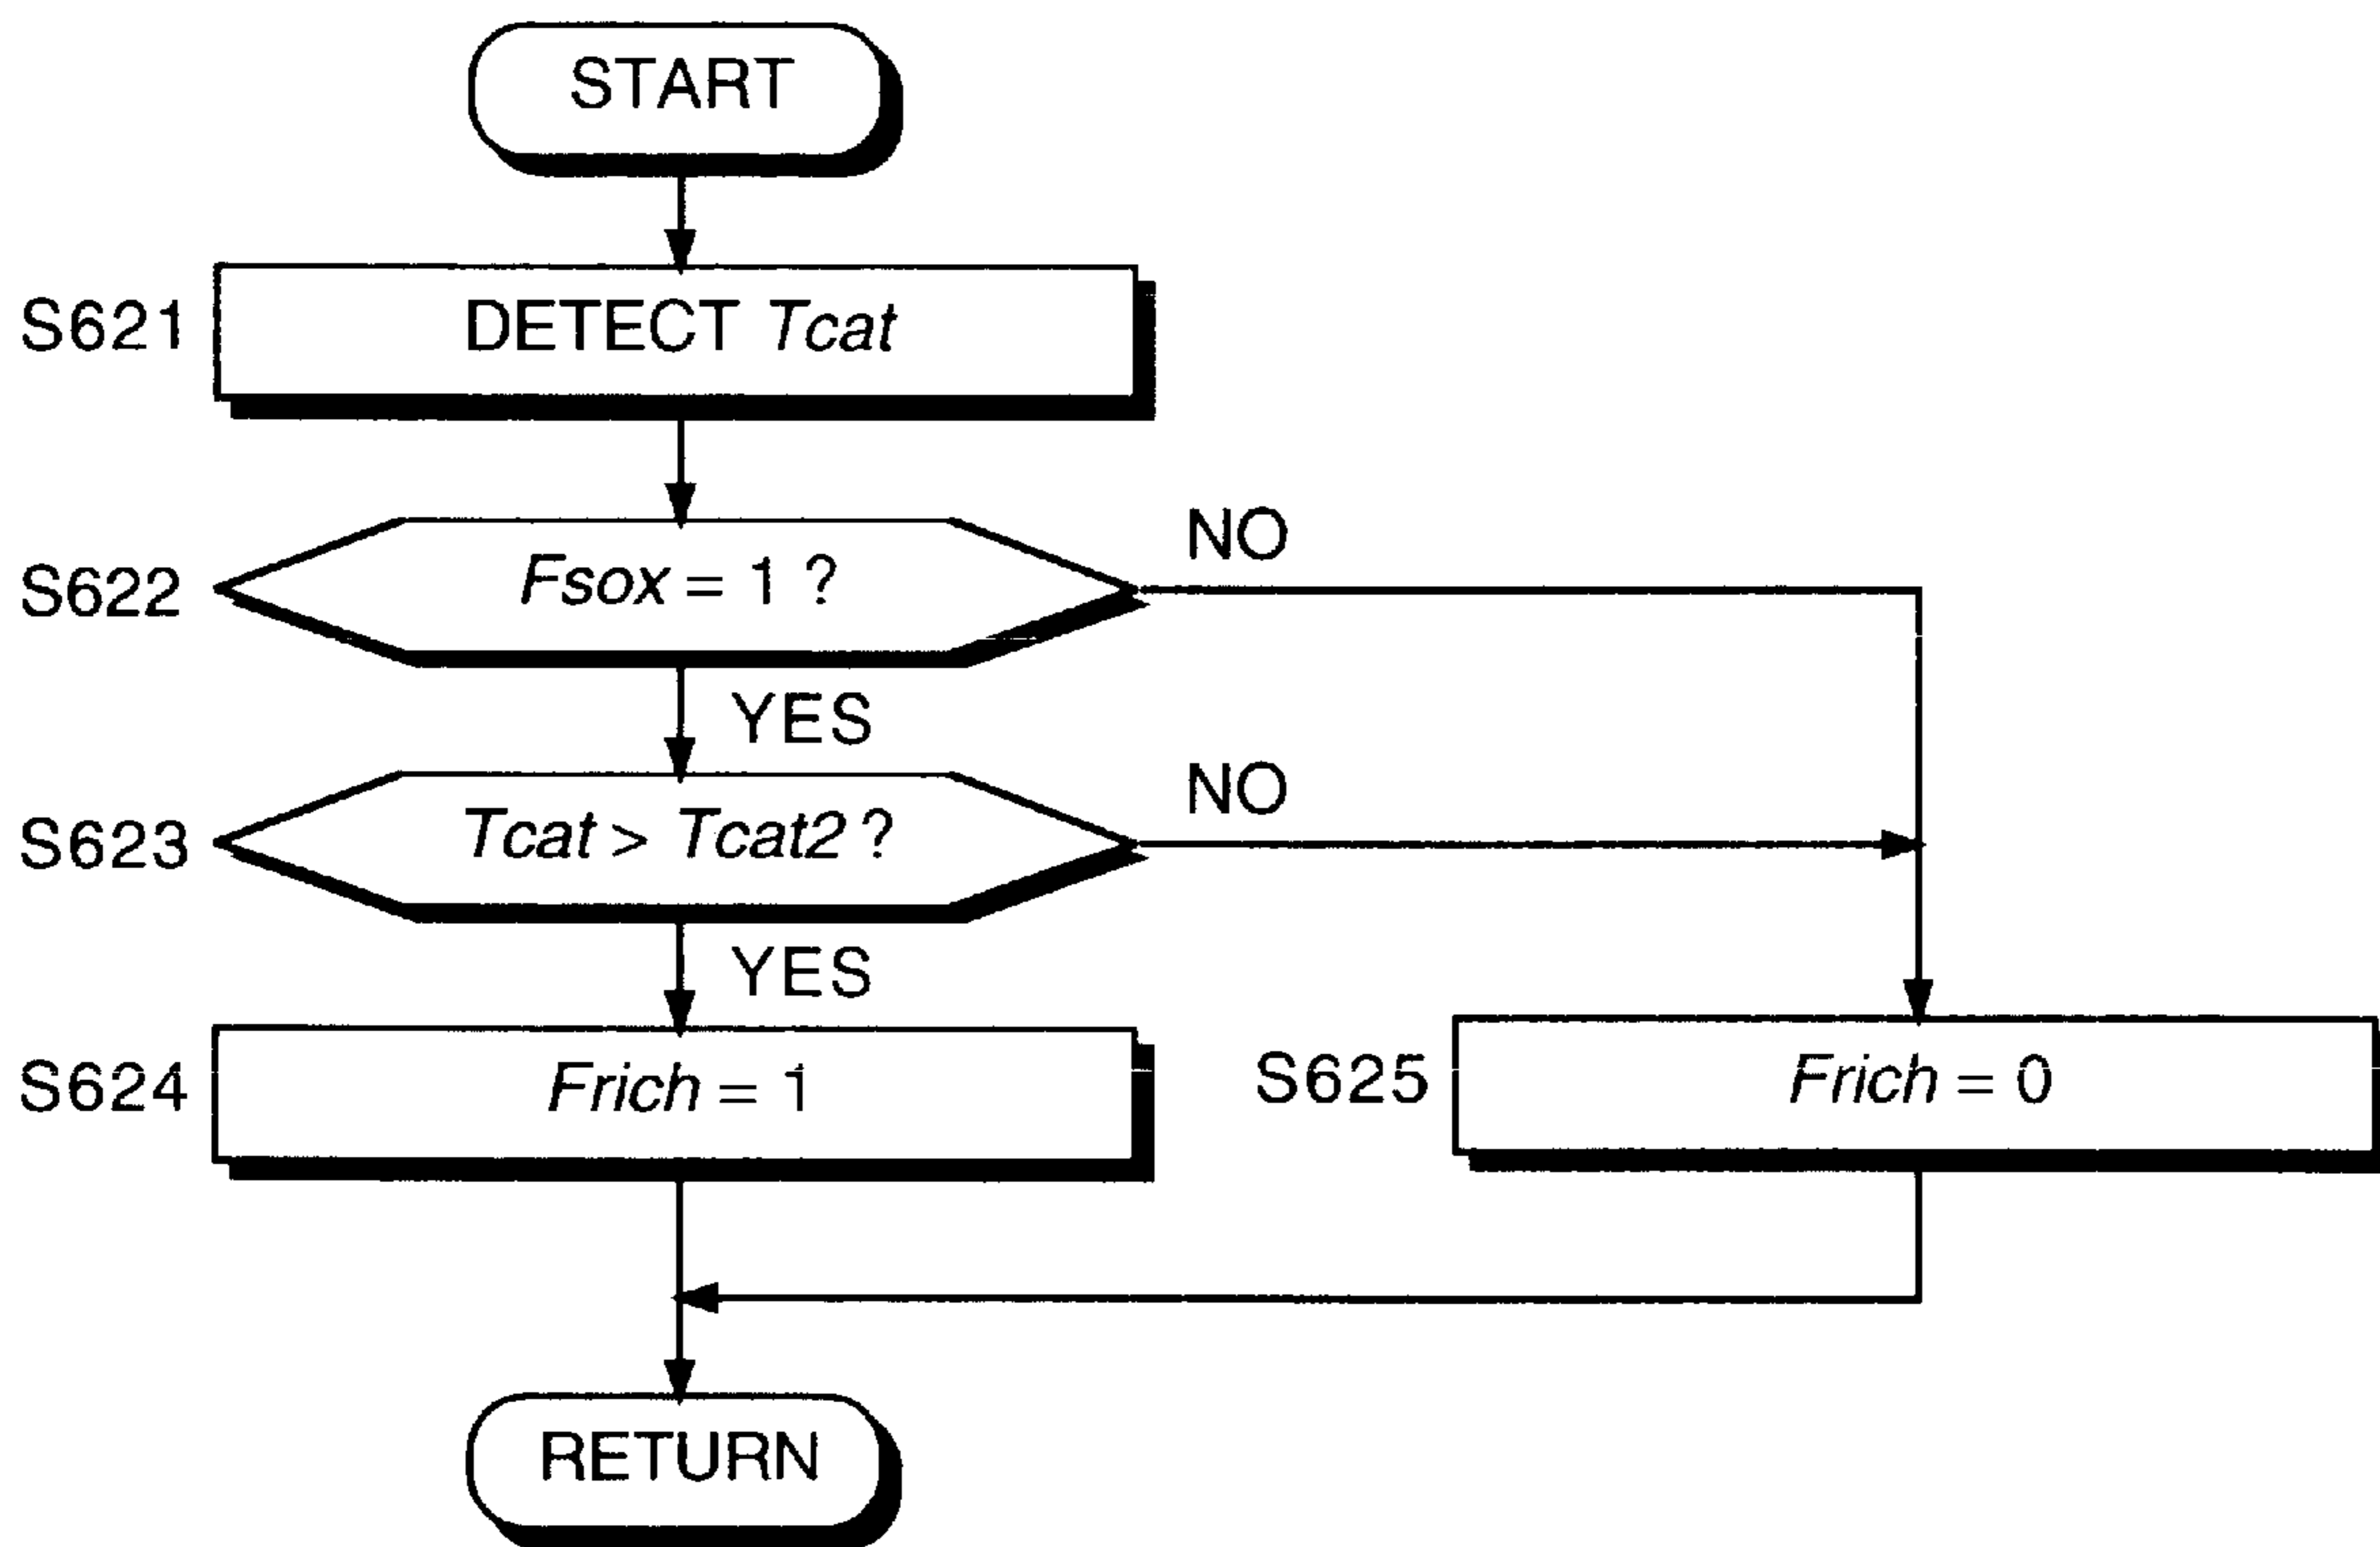 START
S621 DETECT Tcat
S622 Fsox = 1 ? NO
YES
S623 Tcat > Tcat2 ? NO
YES
S624 Frich = 1 S625 Frich = 0
RETURN